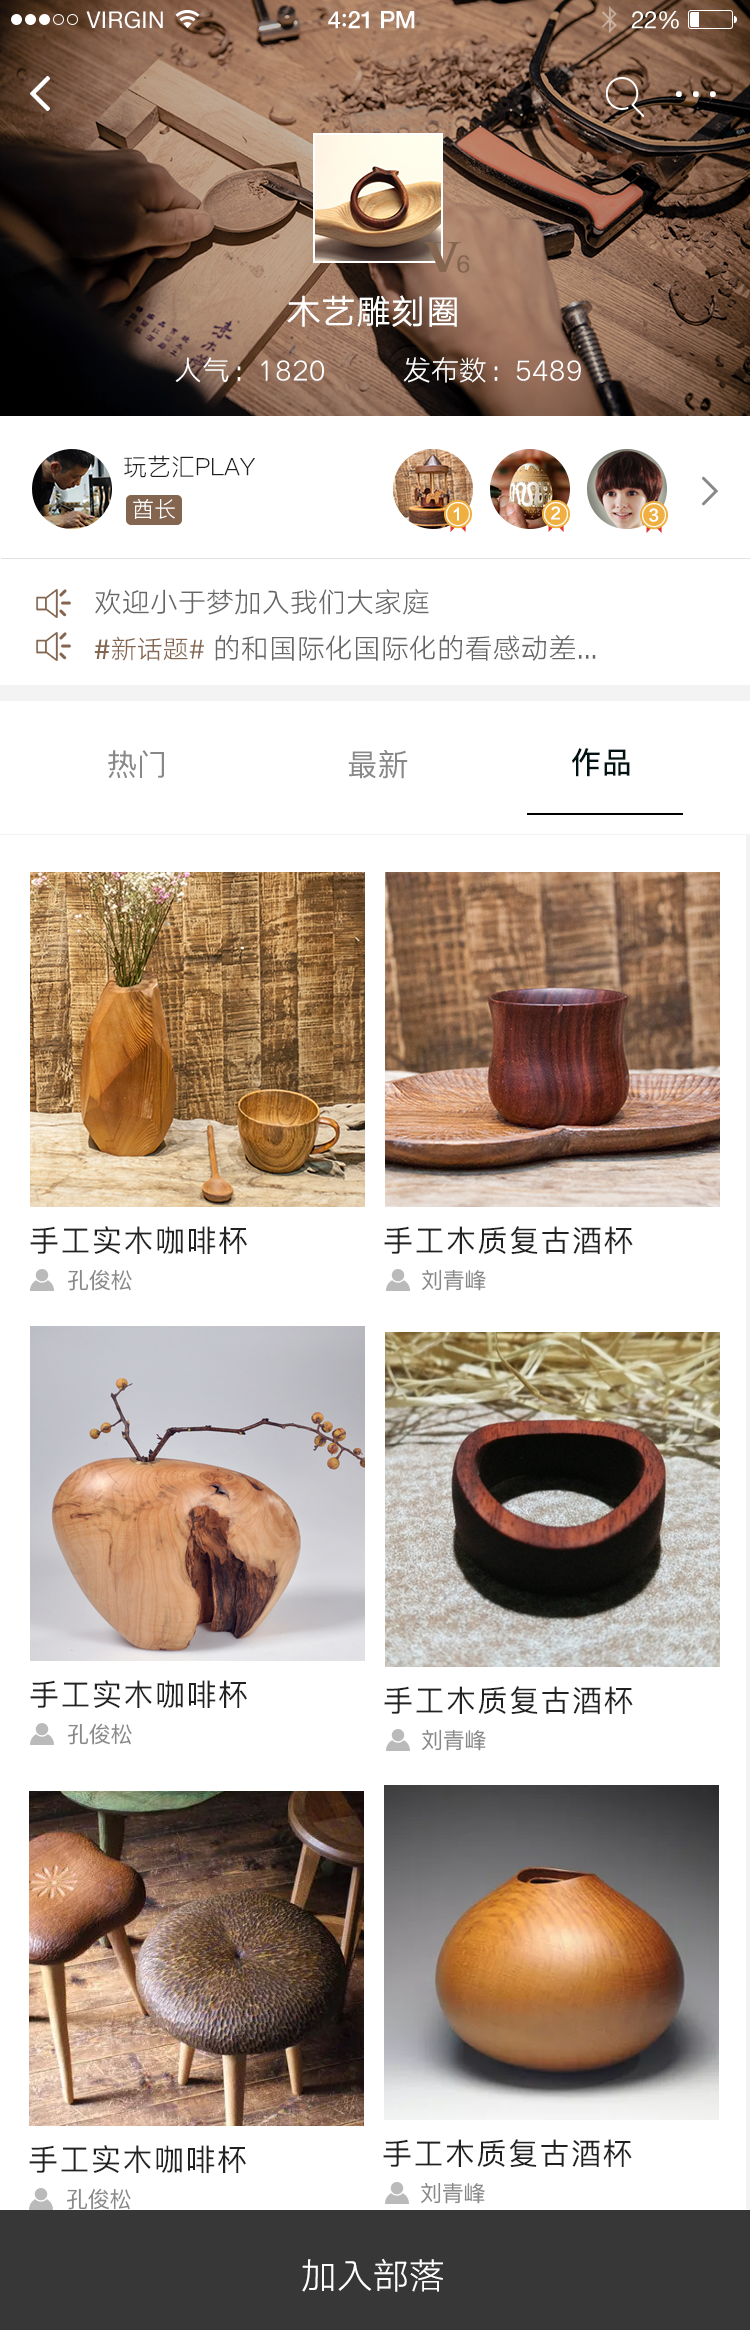 VIRGIN 4:21 PM 22%
V6
木艺雕刻圈
人气：1820 发布数：5489
玩艺汇PLAY
酋长
1 2 3
欢迎小于梦加入我们大家庭
#新话题# 的和国际化国际化的看感动差...
热门 最新 作品
手工实木咖啡杯 手工木质复古酒杯
孔俊松 刘青峰
手工实木咖啡杯 手工木质复古酒杯
孔俊松 刘青峰
手工实木咖啡杯 手工木质复古酒杯
孔俊松 刘青峰
加入部落